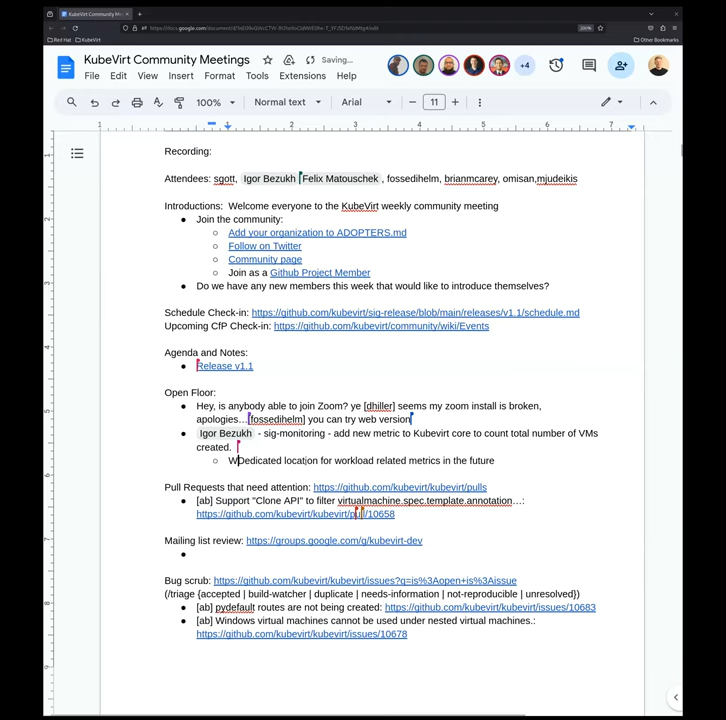 KubeVirt Community Mee
KubeVirt Community Meetings
Saving...
File Edit View Insert Format Tools Extensions Help
+4
Red Hat KubeVirt
Other Bookmarks
100% Normal text Arial 11
Recording:
Attendees: sgott, Igor Bezukh Felix Matouschek , fossedihelm, brianmcarey, omisan,mjudeikis
Introductions: Welcome everyone to the KubeVirt weekly community meeting
Join the community:
Add your organization to ADOPTERS.md
Follow on Twitter
Community page
Join as a Github Project Member
Do we have any new members this week that would like to introduce themselves?
Schedule Check-in: https://github.com/kubevirt/sig-release/blob/main/releases/v1.1/schedule.md
Upcoming CfP Check-in: https://github.com/kubevirt/community/wiki/Events
Agenda and Notes:
Release v1.1
Open Floor:
Hey, is anybody able to join Zoom? ye [dhiller] seems my zoom install is broken,
apologies…[fossedihelm] you can try web version
Igor Bezukh - sig-monitoring - add new metric to Kubevirt core to count total number of VMs
created.
WDedicated location for workload related metrics in the future
Pull Requests that need attention: https://github.com/kubevirt/kubevirt/pulls
[ab] Support "Clone API" to filter virtualmachine.spec.template.annotation…:
https://github.com/kubevirt/kubevirt/pull/10658
Mailing list review: https://groups.google.com/g/kubevirt-dev
Bug scrub: https://github.com/kubevirt/kubevirt/issues?q=is%3Aopen+is%3Aissue
(/triage {accepted | build-watcher | duplicate | needs-information | not-reproducible | unresolved})
[ab] pydefault routes are not being created: https://github.com/kubevirt/kubevirt/issues/10683
[ab] Windows virtual machines cannot be used under nested virtual machines.:
https://github.com/kubevirt/kubevirt/issues/10678